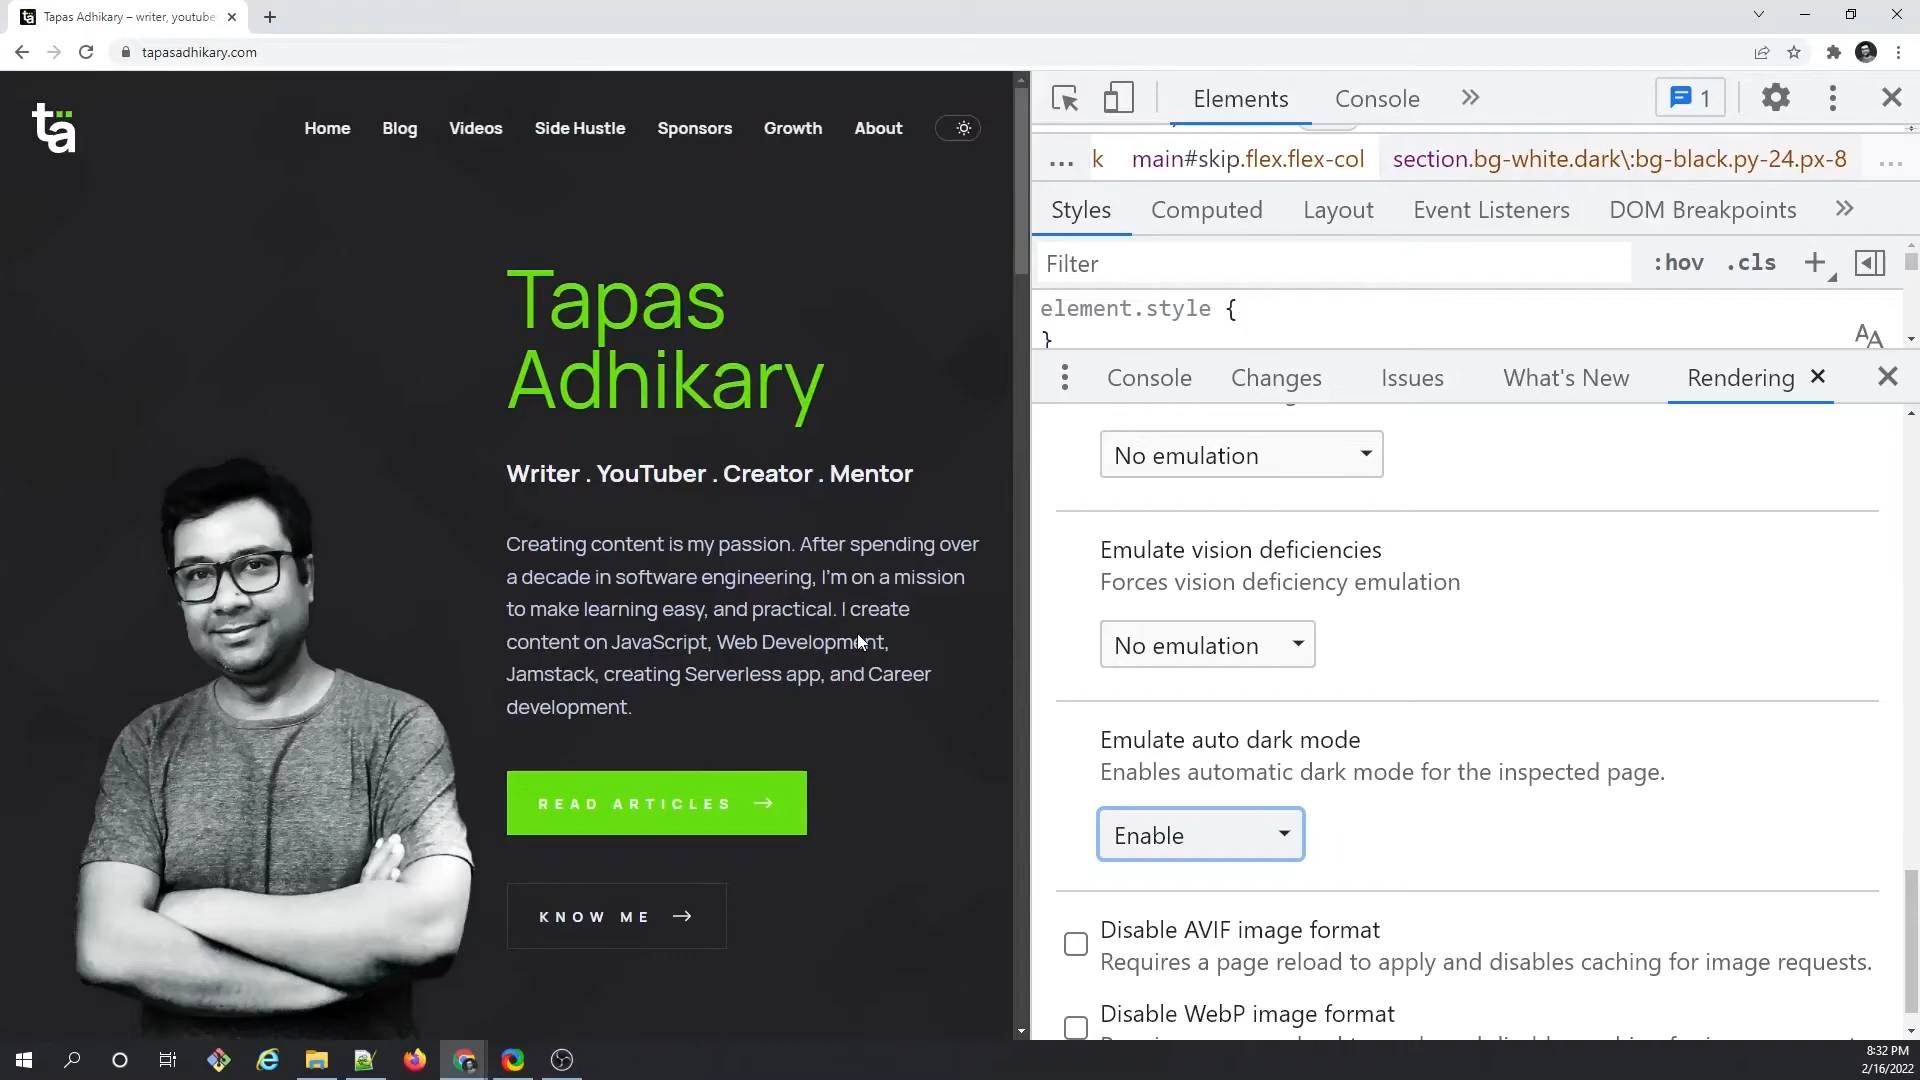 Tapas Adhikary – writer, youtube
tapasadhikary.com
ta
Home Blog Videos Side Hustle Sponsors Growth About
Tapas
Adhikary
Writer . YouTuber . Creator . Mentor
Creating content is my passion. After spending over
a decade in software engineering, I'm on a mission
to make learning easy, and practical. I create
content on JavaScript, Web Development,
Jamstack, creating Serverless app, and Career
development.
READ ARTICLES →
KNOW ME →
Elements Console » 1
... k main#skip.flex.flex-col section.bg-white.dark\:bg-black.py-24.px-8 ...
Styles Computed Layout Event Listeners DOM Breakpoints »
Filter :hov .cls +
element.style {
}
AA
Console Changes Issues What's New Rendering ×
No emulation
Emulate vision deficiencies
Forces vision deficiency emulation
No emulation
Emulate auto dark mode
Enables automatic dark mode for the inspected page.
Enable
Disable AVIF image format
Requires a page reload to apply and disables caching for image requests.
Disable WebP image format
8:32 PM
2/16/2022